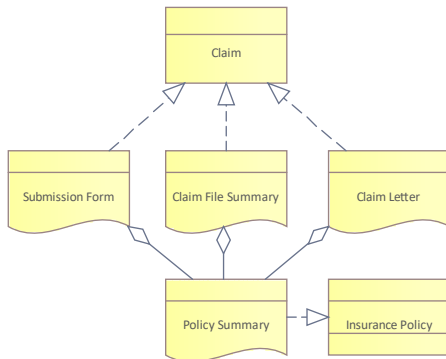 Claim
Submission Form
Claim File Summary
Claim Letter
Policy Summary
Insurance Policy